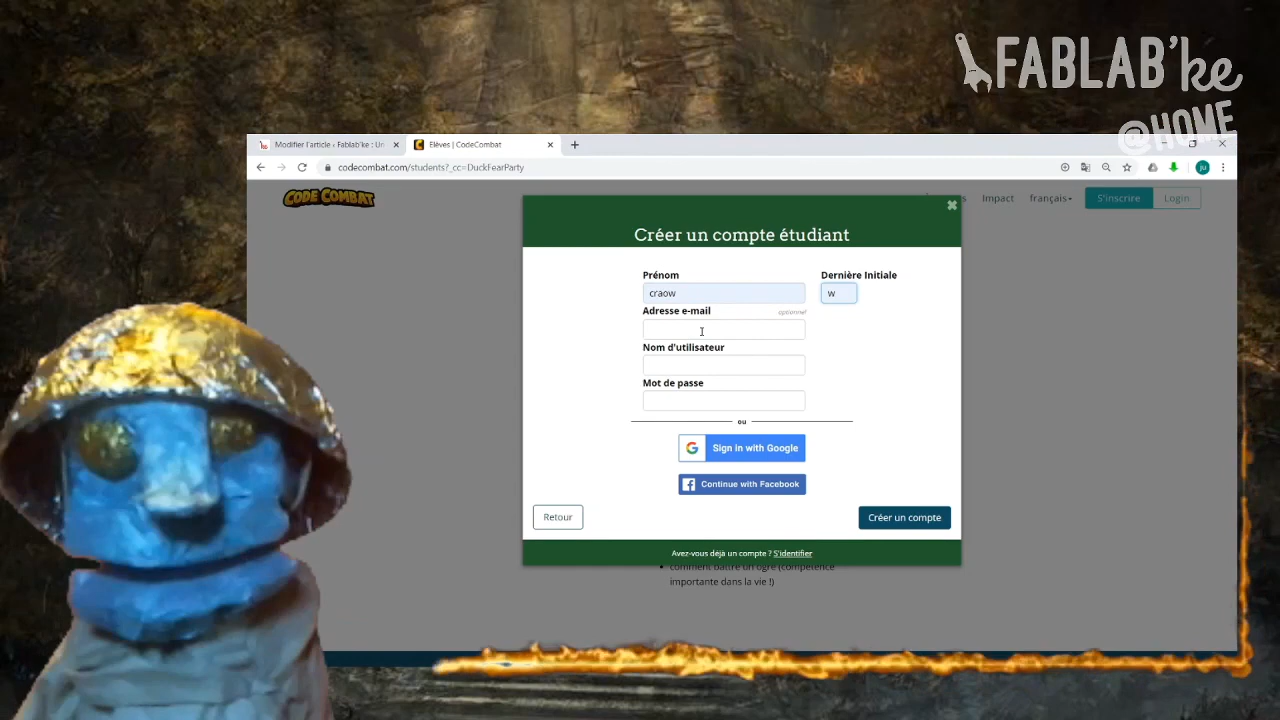 FABLAB'ke
@HOME
Modifier l'article ‹ Fablab'ke : Un
Elèves | CodeCombat
codecombat.com/students?_cc=DuckFearParty
ju
CODE COMBAT
Impact
français
S'inscrire
Login
Créer un compte étudiant
Prénom
Dernière Initiale
craow
w
Adresse e-mail
optionnel
Nom d'utilisateur
Mot de passe
ou
G
Sign in with Google
f
Continue with Facebook
Retour
Créer un compte
Avez-vous déjà un compte ? S'identifier
comment battre un ogre (compétence
importante dans la vie !)